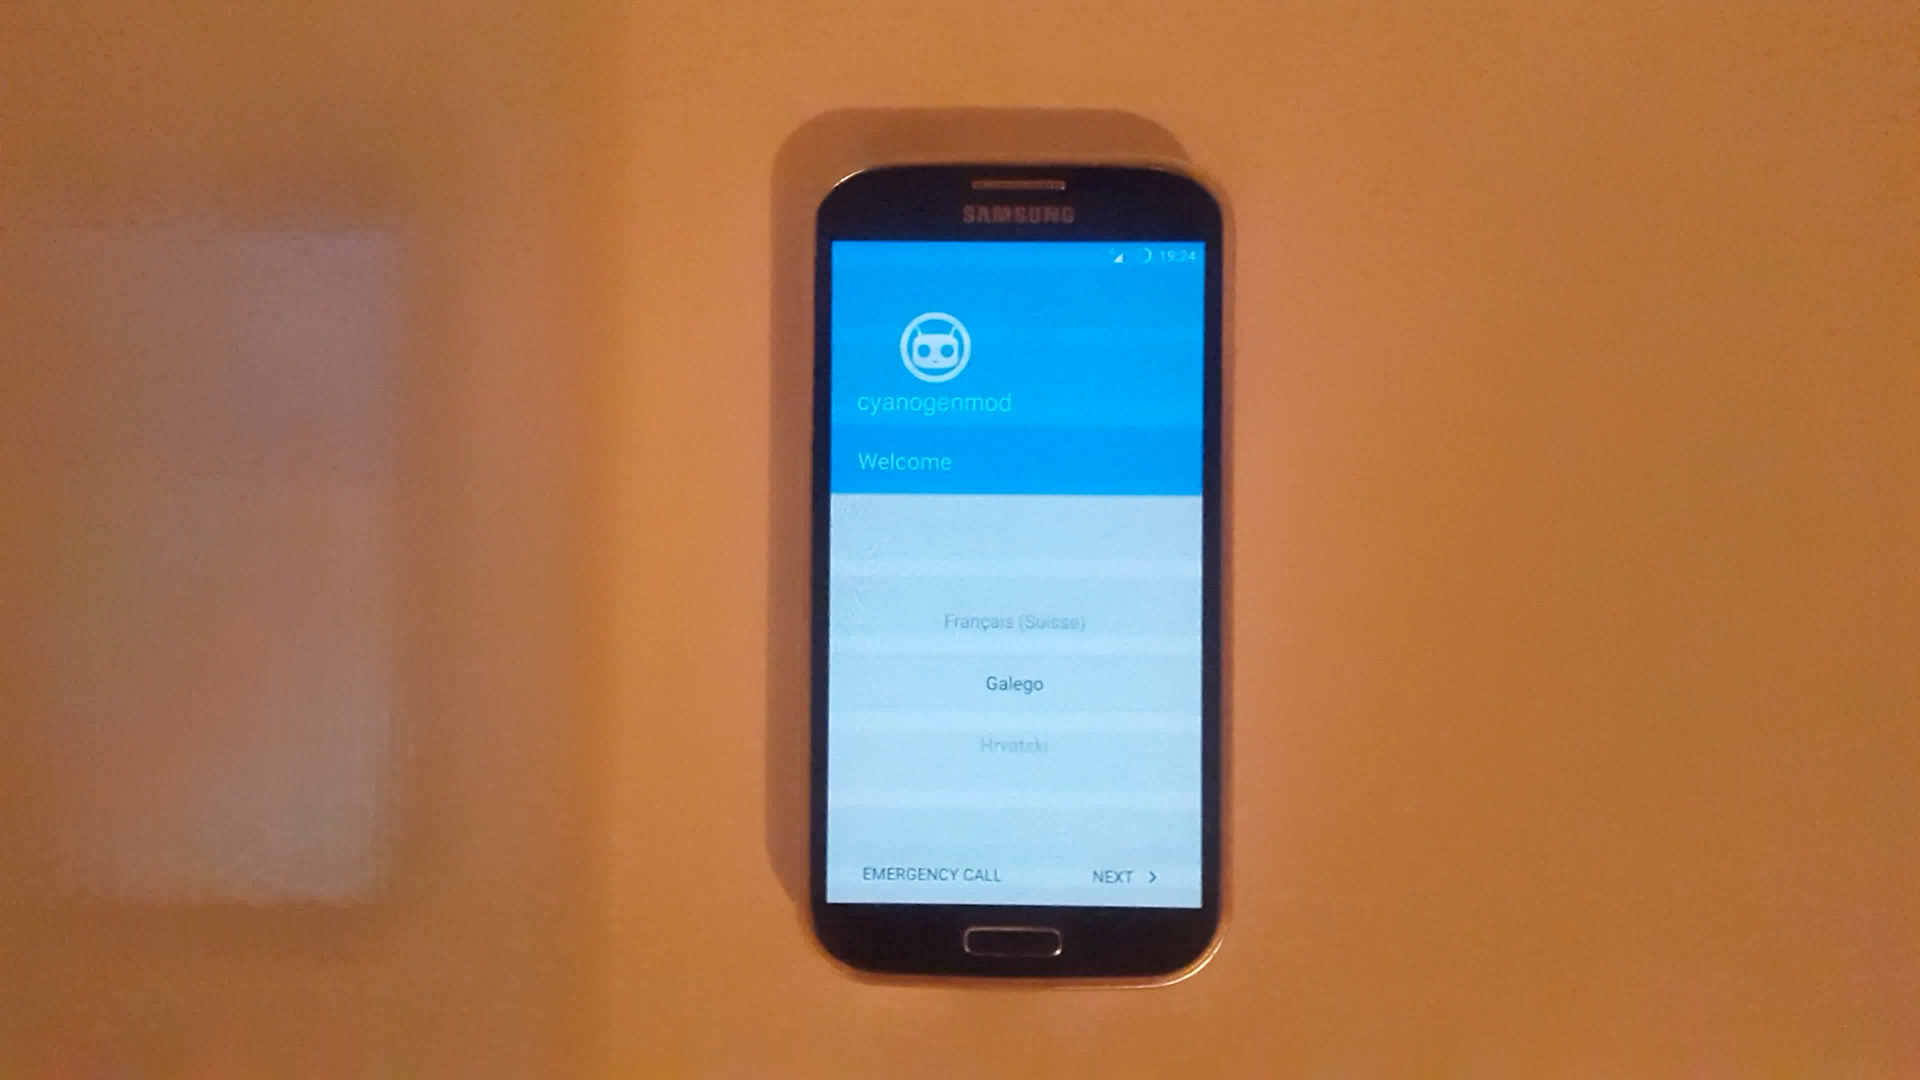 SAMSUNG
19:24
cyanogenmod
Welcome
Français (Suisse)
Galego
Hrvatski
EMERGENCY CALL
NEXT